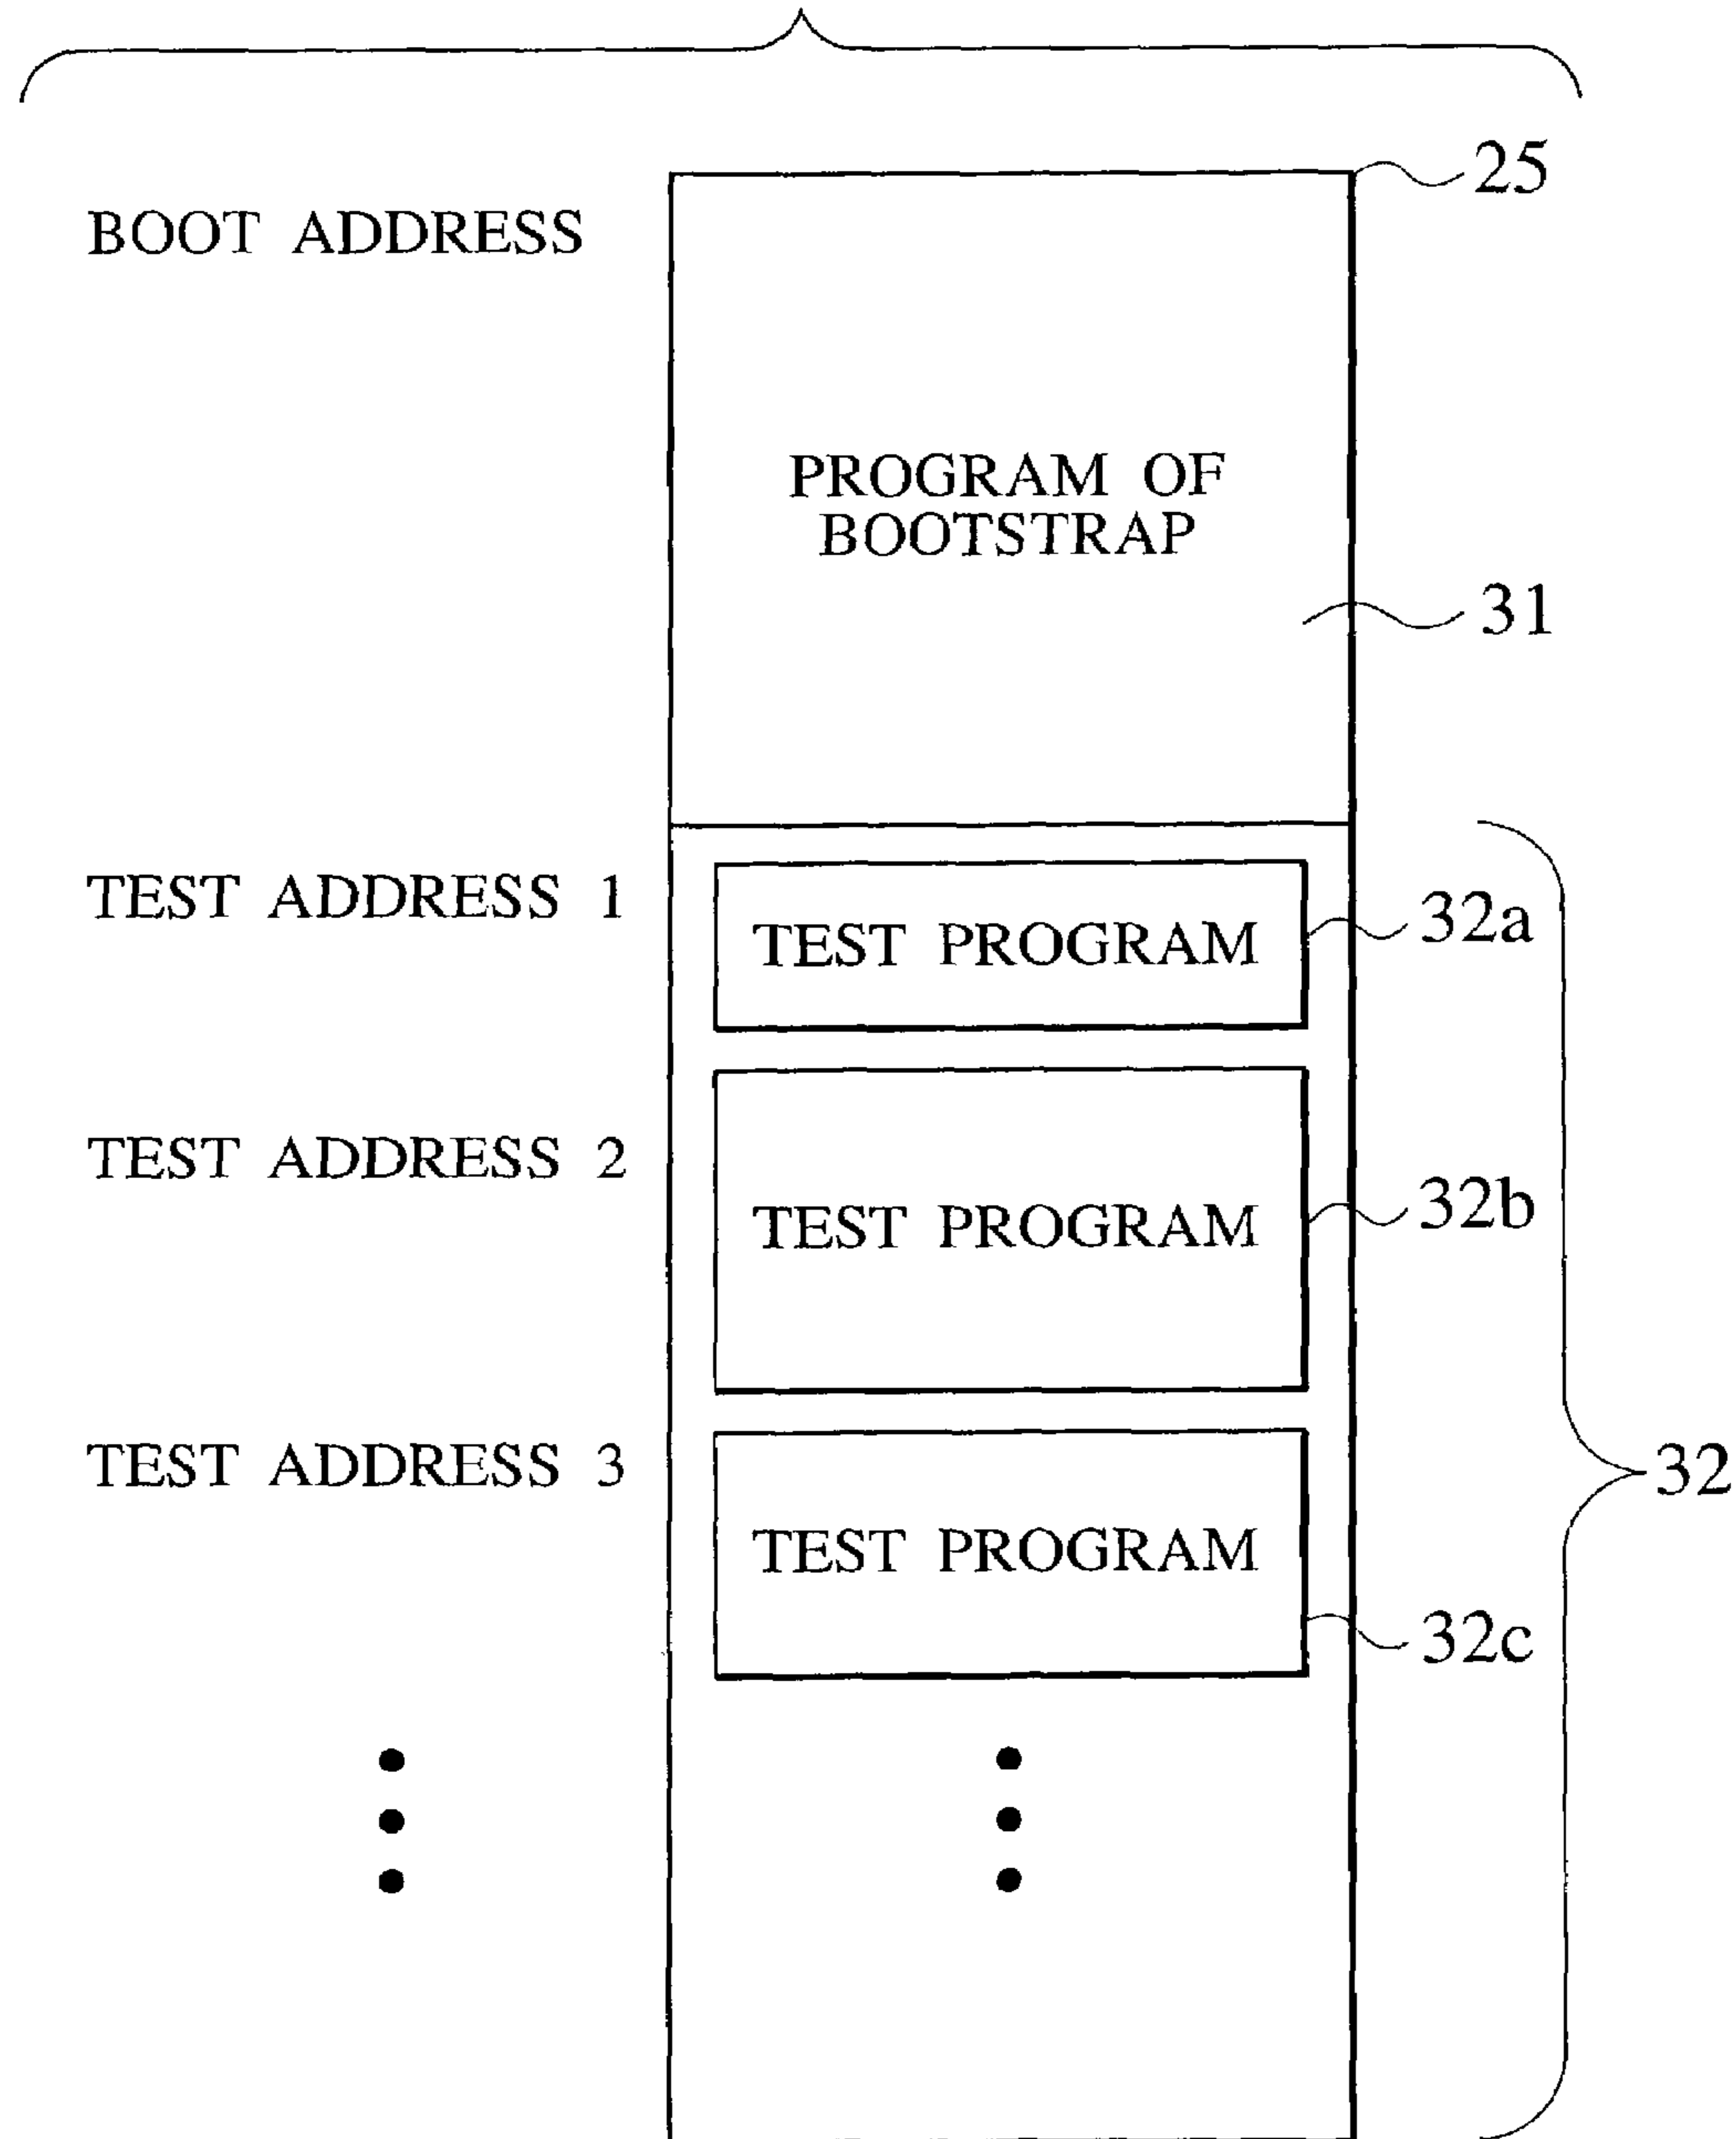 25
BOOT ADDRESS
PROGRAM OF
BOOTSTRAP
31
TEST ADDRESS 1
TEST PROGRAM
32a
TEST ADDRESS 2
TEST PROGRAM
32b
TEST ADDRESS 3
TEST PROGRAM
32c
32